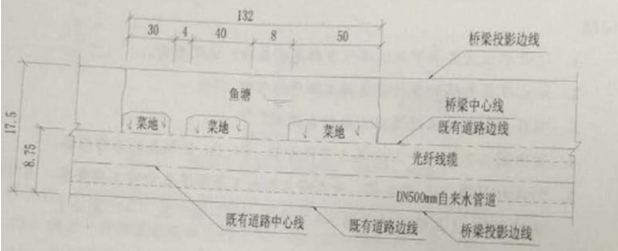 132
30 4 40 8 50
桥梁投影边线
鱼塘
桥梁中心线
菜地 菜地 菜地
既有道路边线
17.5
8.75
光纤线缆
DN500mm自来水管道
既有道路中心线 既有道路边线 桥梁投影边线